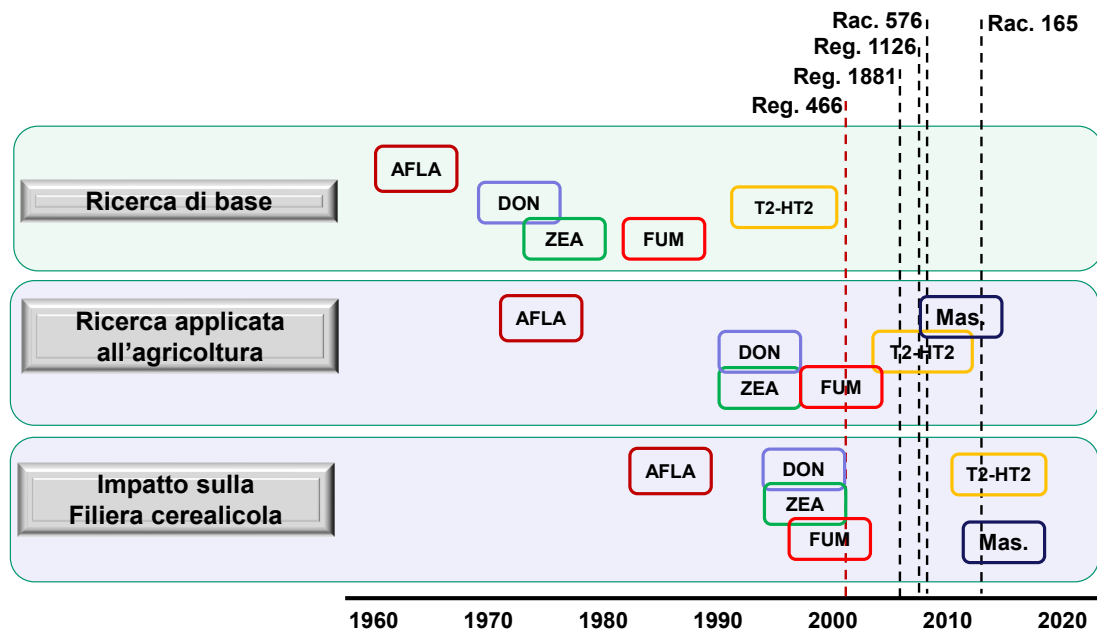 Rac. 576
Rac. 165
Reg. 1126
Reg. 1881
Reg. 466
Ricerca di base
AFLA
DON
T2-HT2
ZEA
FUM
Ricerca applicata
all’agricoltura
AFLA
Mas.
DON
T2-HT2
ZEA
FUM
Impatto sulla
Filiera cerealicola
AFLA
DON
T2-HT2
ZEA
FUM
Mas.
1960 1970 1980 1990 2000 2010 2020